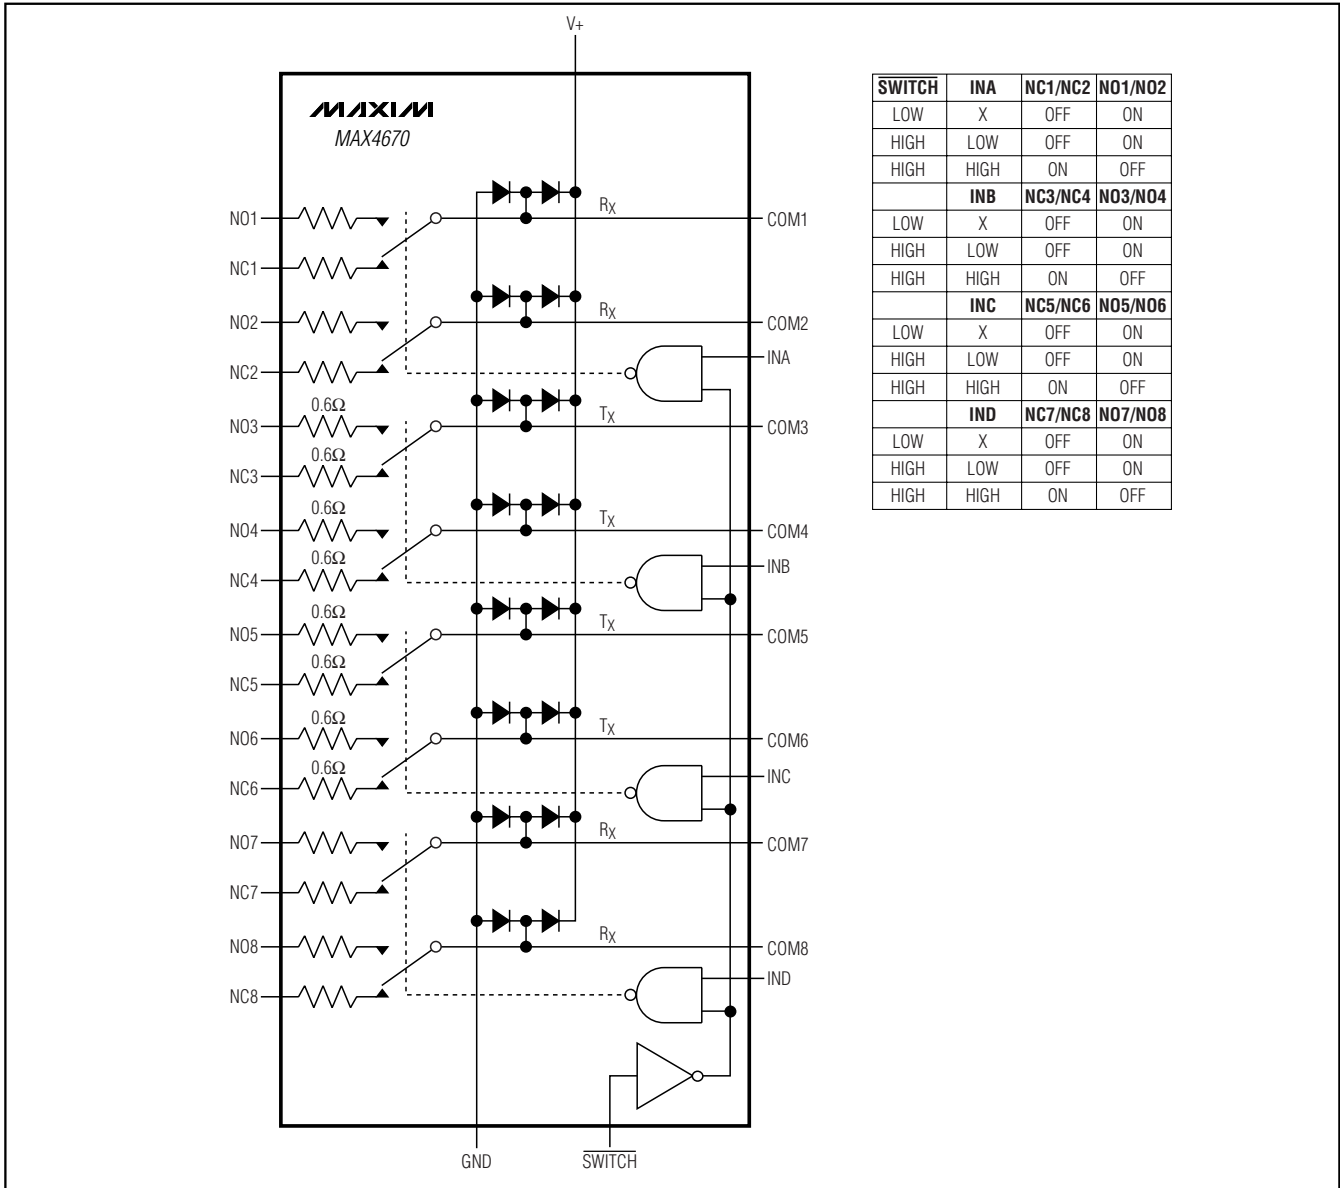 V+
MAXIM
MAX4670
NO1
NC1
NO2
NC2
0.6Ω
NO3
0.6Ω
NC3
0.6Ω
NO4
0.6Ω
NC4
0.6Ω
NO5
0.6Ω
NC5
0.6Ω
NO6
0.6Ω
NC6
NO7
NC7
NO8
NC8
RX
RX
TX
TX
TX
TX
RX
RX
COM1
COM2
INA
COM3
COM4
INB
COM5
COM6
INC
COM7
COM8
IND
GND
SWITCH
SWITCH INA NC1/NC2 NO1/NO2
LOW X OFF ON
HIGH LOW OFF ON
HIGH HIGH ON OFF
INB NC3/NC4 NO3/NO4
LOW X OFF ON
HIGH LOW OFF ON
HIGH HIGH ON OFF
INC NC5/NC6 NO5/NO6
LOW X OFF ON
HIGH LOW OFF ON
HIGH HIGH ON OFF
IND NC7/NC8 NO7/NO8
LOW X OFF ON
HIGH LOW OFF ON
HIGH HIGH ON OFF